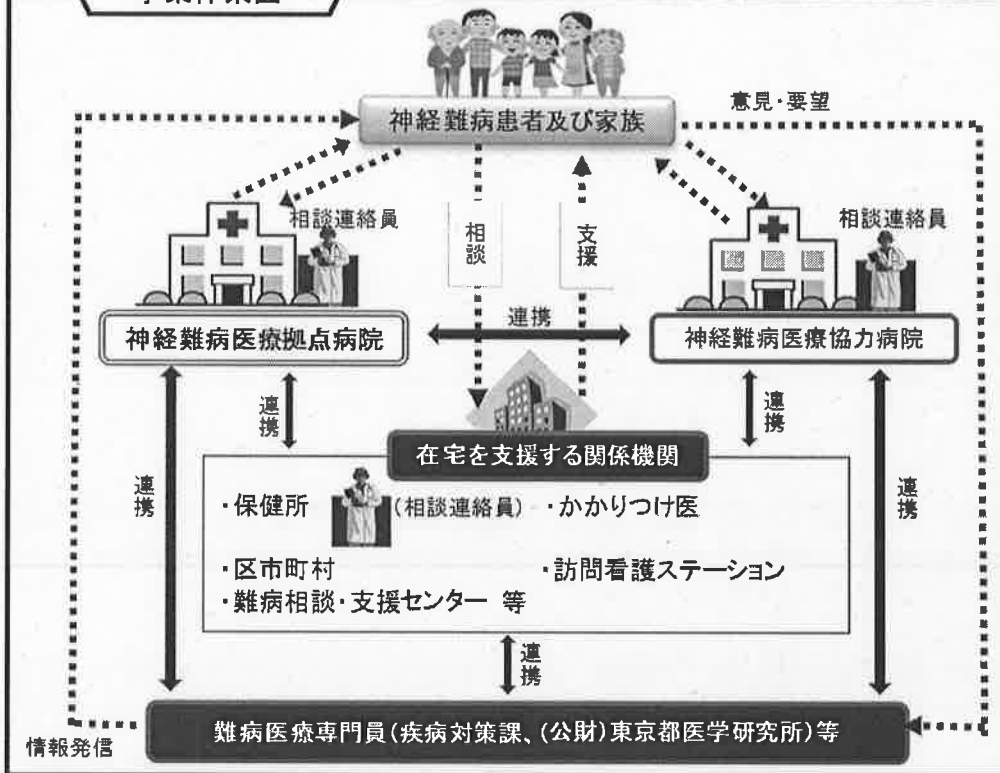 神経難病患者及び家族
意見・要望
相談連絡員
相談
支援
相談連絡員
神経難病医療拠点病院
連携
神経難病医療協力病院
連携
連携
在宅を支援する関係機関
連携
連携
・保健所
(相談連絡員)
・かかりつけ医
・区市町村
・訪問看護ステーション
・難病相談・支援センター 等
連携
難病医療専門員(疾病対策課、(公財)東京都医学研究所)等
情報発信